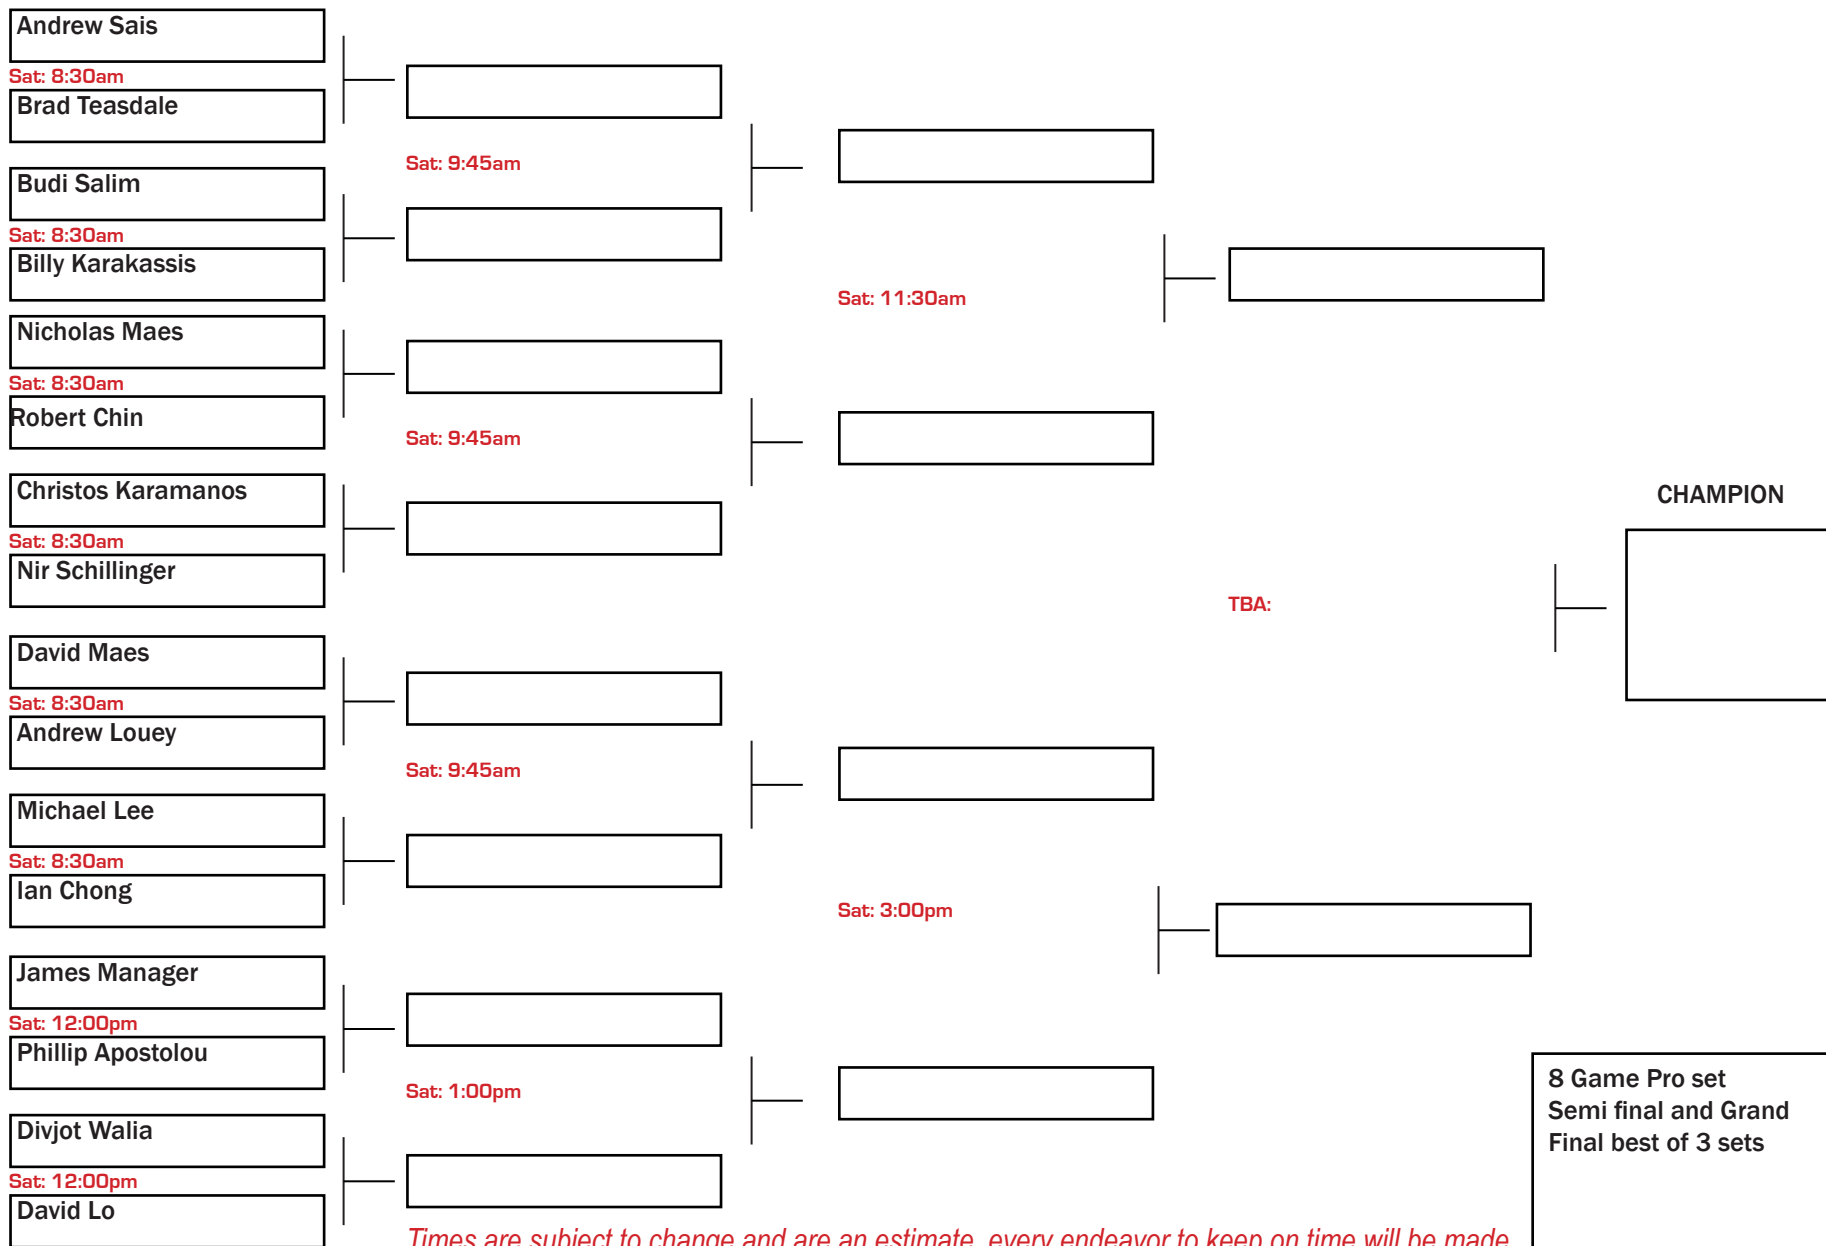 Andrew Sais
Sat: 8:30am
Brad Teasdale
Sat: 9:45am
Budi Salim
Sat: 8:30am
Billy Karakassis
Sat: 11:30am
Nicholas Maes
Sat: 8:30am
Robert Chin
Sat: 9:45am
Christos Karamanos
Sat: 8:30am
Nir Schillinger
CHAMPION
TBA:
David Maes
Sat: 8:30am
Andrew Louey
Sat: 9:45am
Michael Lee
Sat: 8:30am
Ian Chong
Sat: 3:00pm
James Manager
Sat: 12:00pm
Phillip Apostolou
Sat: 1:00pm
Divjot Walia
Sat: 12:00pm
David Lo
8 Game Pro set
Semi final and Grand
Final best of 3 sets
Times are subject to change and are an estimate, every endeavor to keep on time will be made